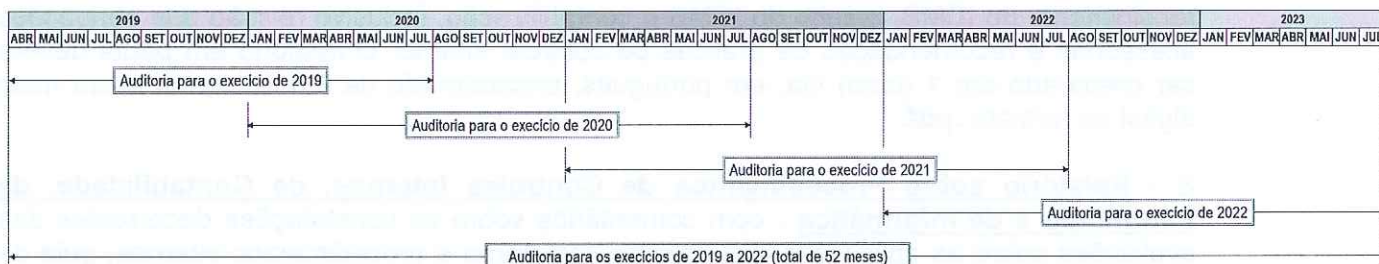 2019 2020 2021 2022 2023
ABR MAI JUN JUL AGO SET OUT NOV DEZ JAN FEV MAR ABR MAI JUN JUL AGO SET OUT NOV DEZ JAN FEV MAR ABR MAI JUN JUL AGO SET OUT NOV DEZ JAN FEV MAR ABR MAI JUN JUL AGO SET OUT NOV DEZ JAN FEV MAR ABR MAI JUN JUL
Auditoria para o execício de 2019
Auditoria para o execício de 2020
Auditoria para o execício de 2021
Auditoria para o execício de 2022
Auditoria para os execícios de 2019 a 2022 (total de 52 meses)